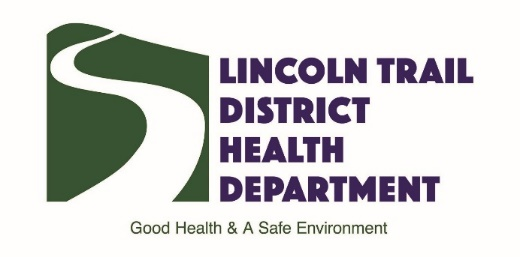 LINCOLN TRAIL
DISTRICT
HEALTH
DEPARTMENT
Good Health & A Safe Environment